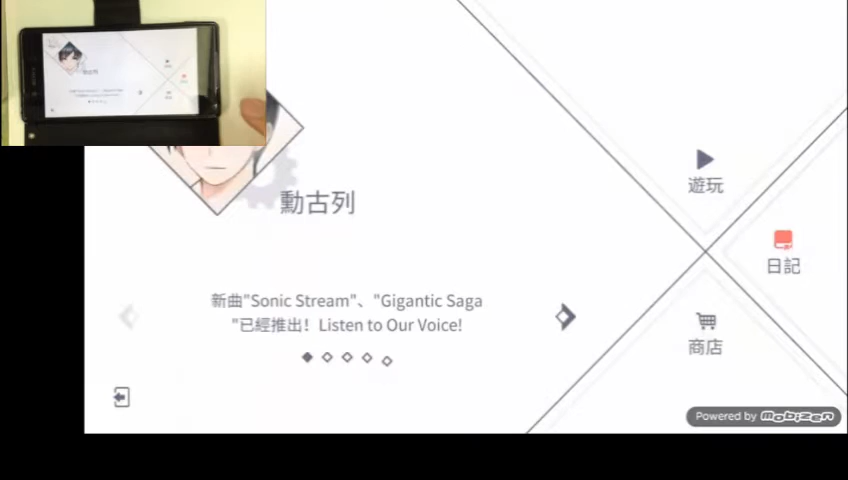 勳古列
遊玩
日記
新曲"Sonic Stream"、"Gigantic Saga
"已經推出！Listen to Our Voice!
商店
Powered by mobizen